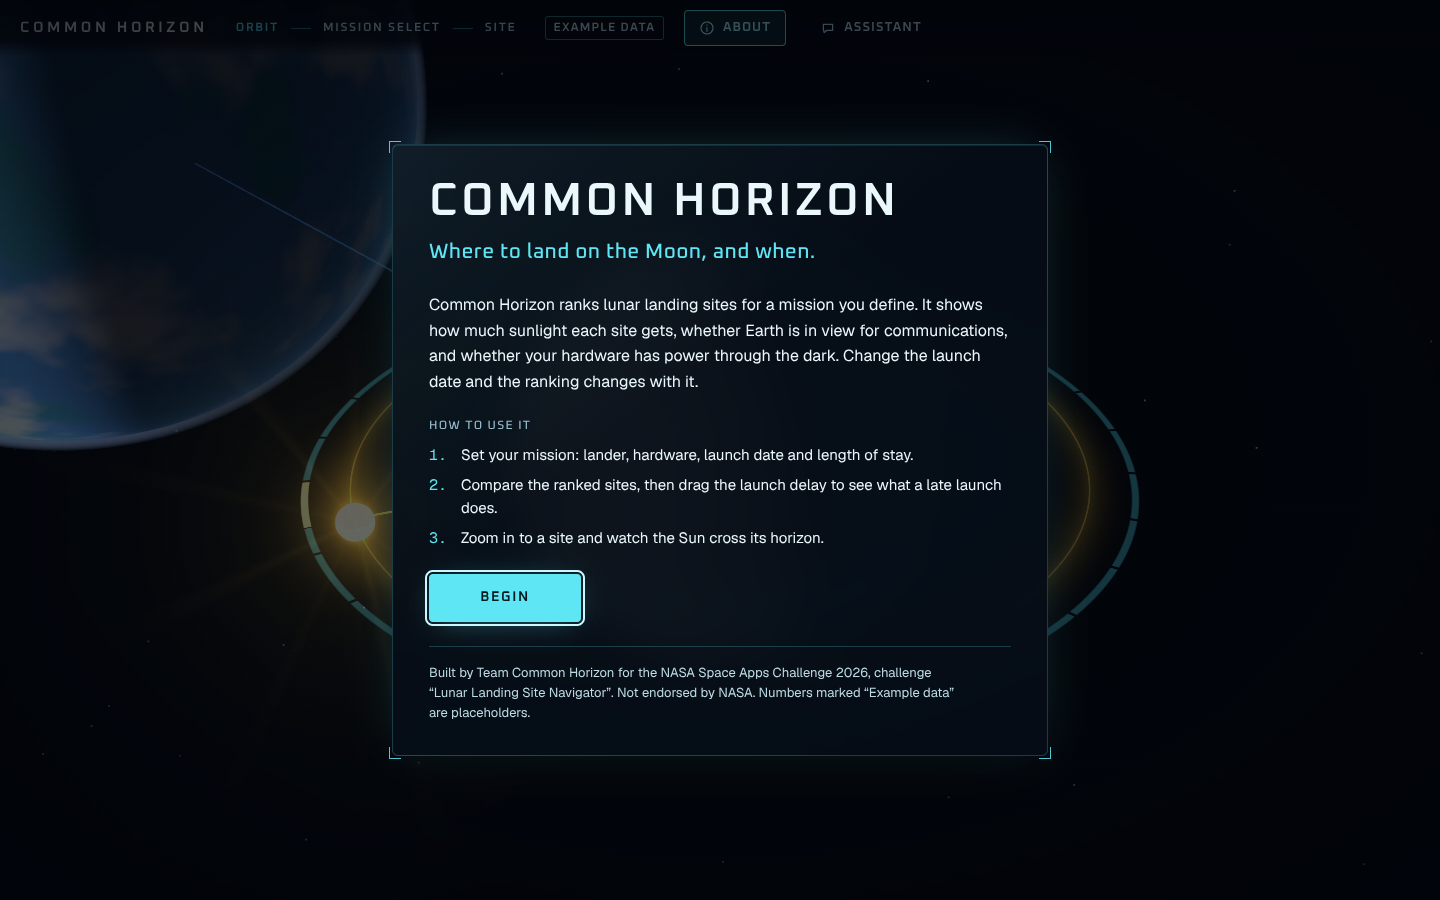 COMMON HORIZON
ORBIT
MISSION SELECT
SITE
EXAMPLE DATA
ABOUT
ASSISTANT
COMMON HORIZON
Where to land on the Moon, and when.
Common Horizon ranks lunar landing sites for a mission you define. It shows
how much sunlight each site gets, whether Earth is in view for communications,
and whether your hardware has power through the dark. Change the launch
date and the ranking changes with it.
HOW TO USE IT
1. Set your mission: lander, hardware, launch date and length of stay.
2. Compare the ranked sites, then drag the launch delay to see what a late launch
does.
3. Zoom in to a site and watch the Sun cross its horizon.
BEGIN
Built by Team Common Horizon for the NASA Space Apps Challenge 2026, challenge
“Lunar Landing Site Navigator”. Not endorsed by NASA. Numbers marked “Example data”
are placeholders.